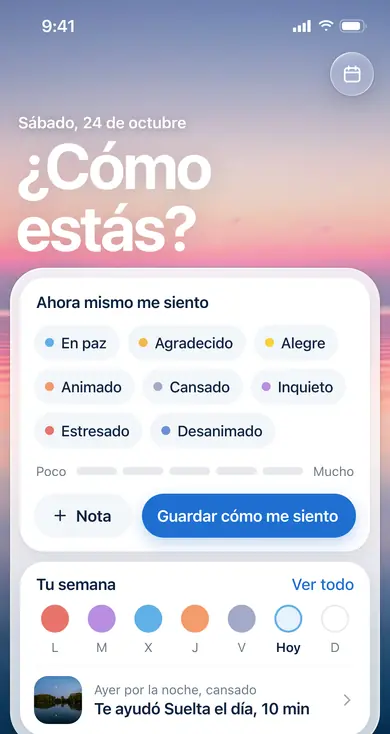 9:41
Sábado, 24 de octubre
¿Cómo
estás?
Ahora mismo me siento
En paz
Agradecido
Alegre
Animado
Cansado
Inquieto
Estresado
Desanimado
Poco
Mucho
+ Nota
Guardar cómo me siento
Tu semana
Ver todo
L
M
X
J
V
Hoy
D
Ayer por la noche, cansado
Te ayudó Suelta el día, 10 min